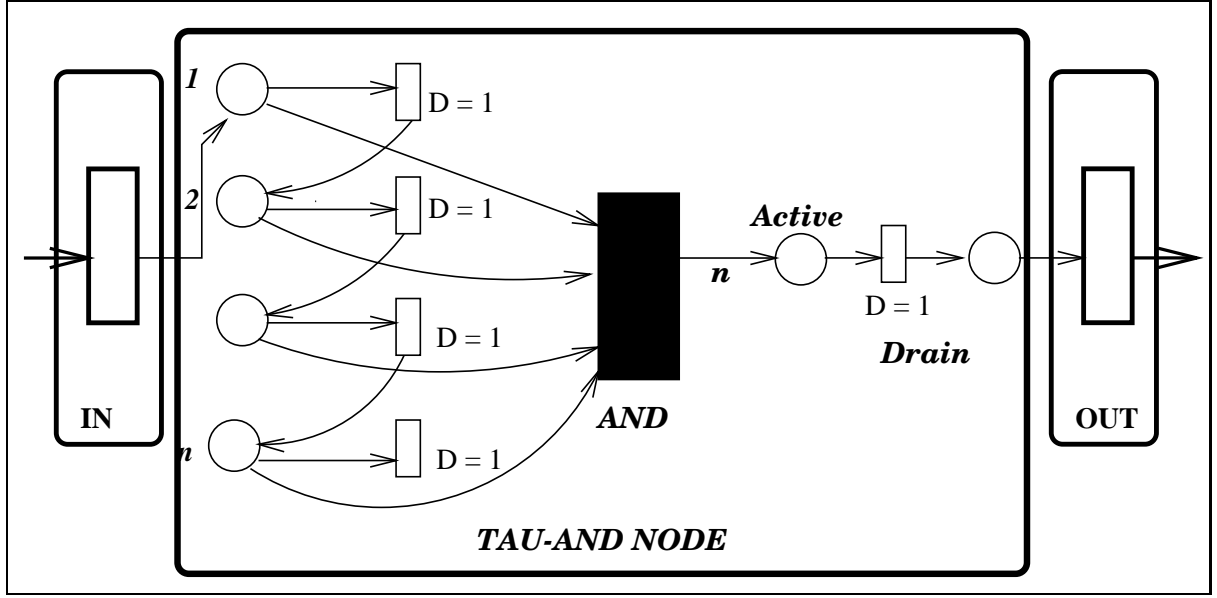 1
D = 1
2
D = 1
Active
n
D = 1
D = 1
Drain
IN
AND
OUT
n
D = 1
TAU-AND NODE